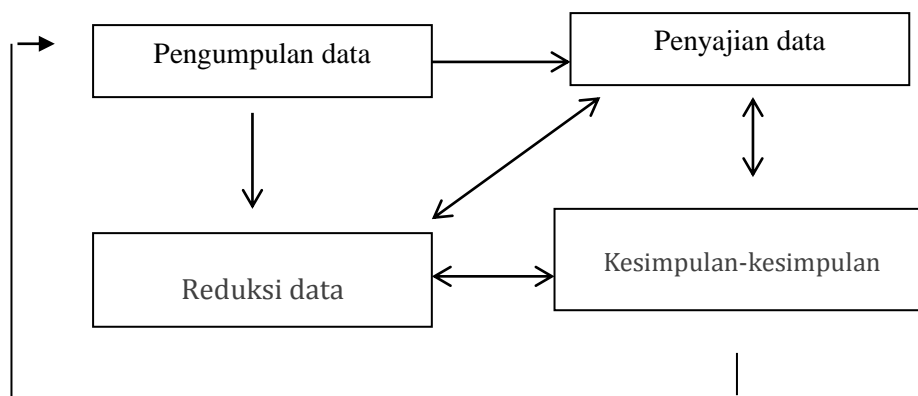 Pengumpulan data
Penyajian data
Reduksi data
Kesimpulan-kesimpulan